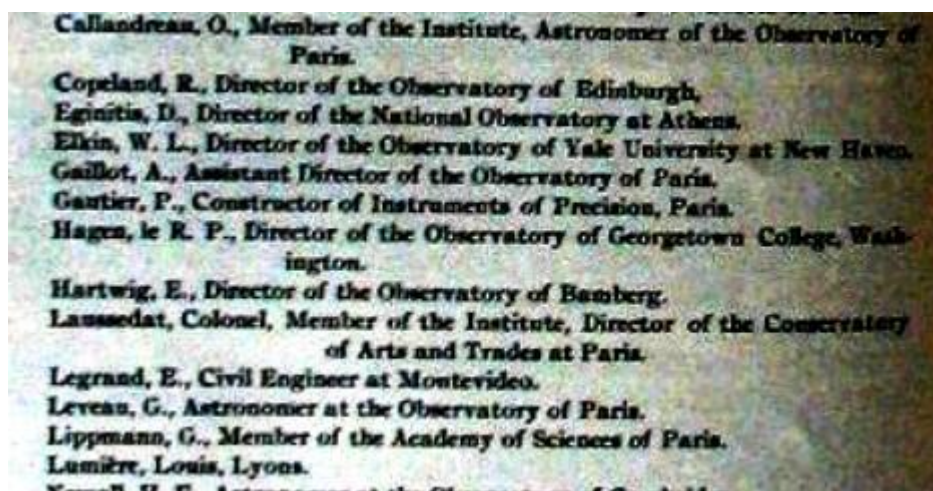 Callandreau, O., Member of the Institute, Astronomer of the Observatory of
Paris.
Copeland, R., Director of the Observatory of Edinburgh,
Eginitis, D., Director of the National Observatory at Athens.
Elkin, W. L., Director of the Observatory of Yale University at New Haven.
Gaillot, A., Assistant Director of the Observatory of Paris.
Gautier, P., Constructor of Instruments of Precision, Paris.
Hagen, le R. P., Director of the Observatory of Georgetown College, Wash-
ington.
Hartwig, E., Director of the Observatory of Bamberg.
Laussedat, Colonel, Member of the Institute, Director of the Conservatory
of Arts and Trades at Paris.
Legrand, E., Civil Engineer at Montevideo.
Leveau, G., Astronomer at the Observatory of Paris.
Lippmann, G., Member of the Academy of Sciences of Paris.
Lumière, Louis, Lyons.